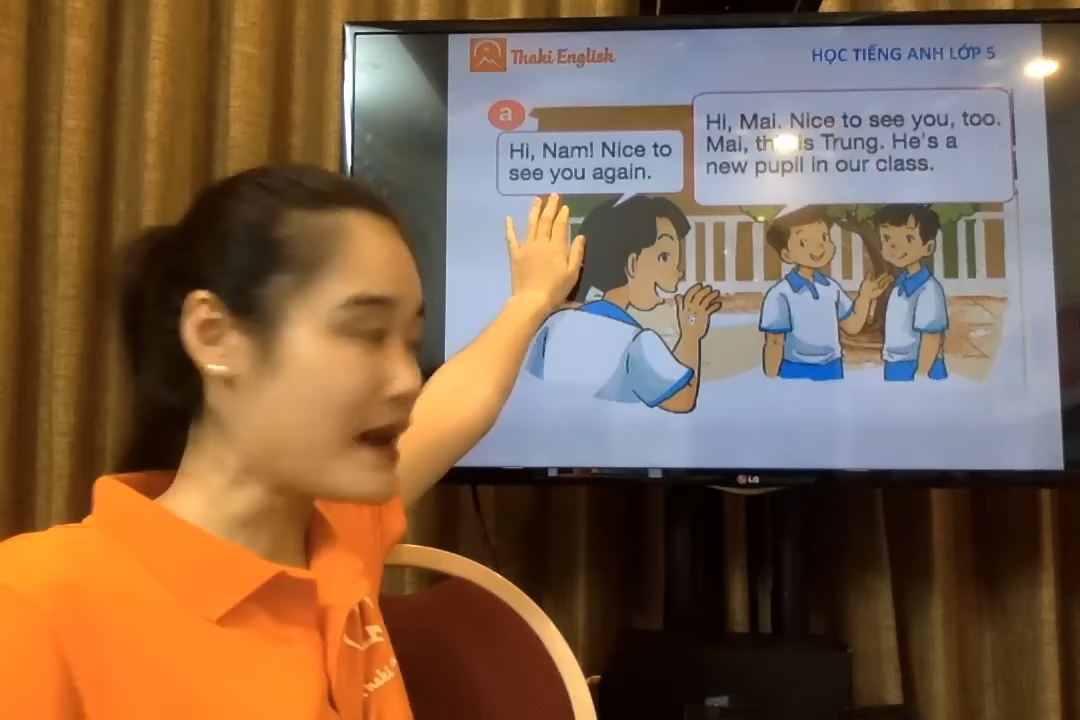 Thaki English
HỌC TIẾNG ANH LỚP 5
a
Hi, Nam! Nice to
see you again.
Hi, Mai. Nice to see you, too.
Mai, this is Trung. He's a
new pupil in our class.
LG
Thaki